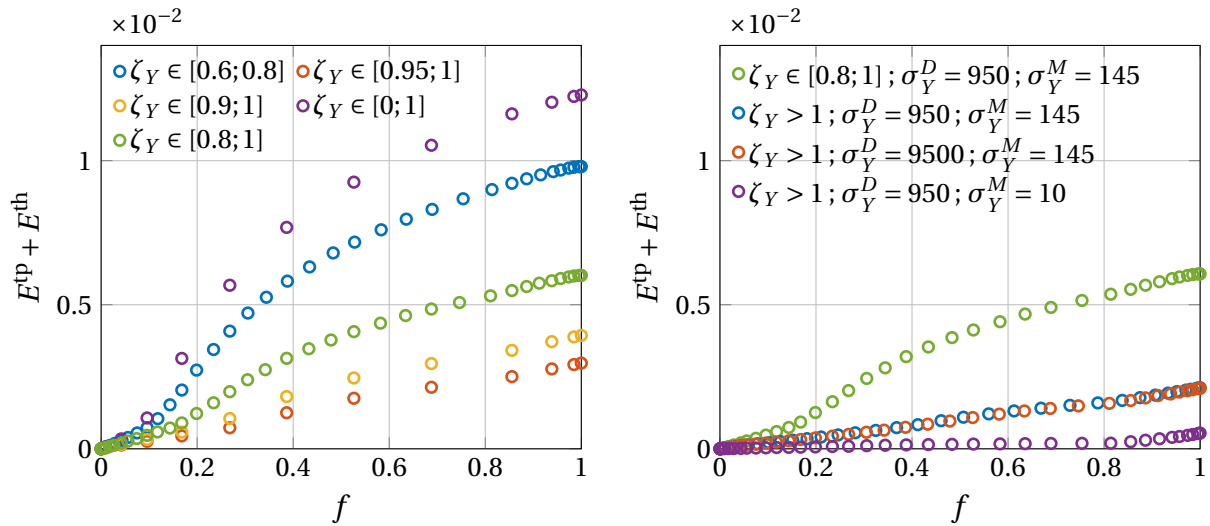 ×10⁻²
ζ_Y ∈ [0.6; 0.8] ζ_Y ∈ [0.95; 1]
ζ_Y ∈ [0.9; 1] ζ_Y ∈ [0; 1]
ζ_Y ∈ [0.8; 1]
1
0.5
0
0 0.2 0.4 0.6 0.8 1
f
E^tp + E^th
×10⁻²
ζ_Y ∈ [0.8; 1] ; σ_Y^D = 950 ; σ_Y^M = 145
ζ_Y > 1 ; σ_Y^D = 950 ; σ_Y^M = 145
ζ_Y > 1 ; σ_Y^D = 9500 ; σ_Y^M = 145
ζ_Y > 1 ; σ_Y^D = 950 ; σ_Y^M = 10
1
0.5
0
0 0.2 0.4 0.6 0.8 1
f
E^tp + E^th